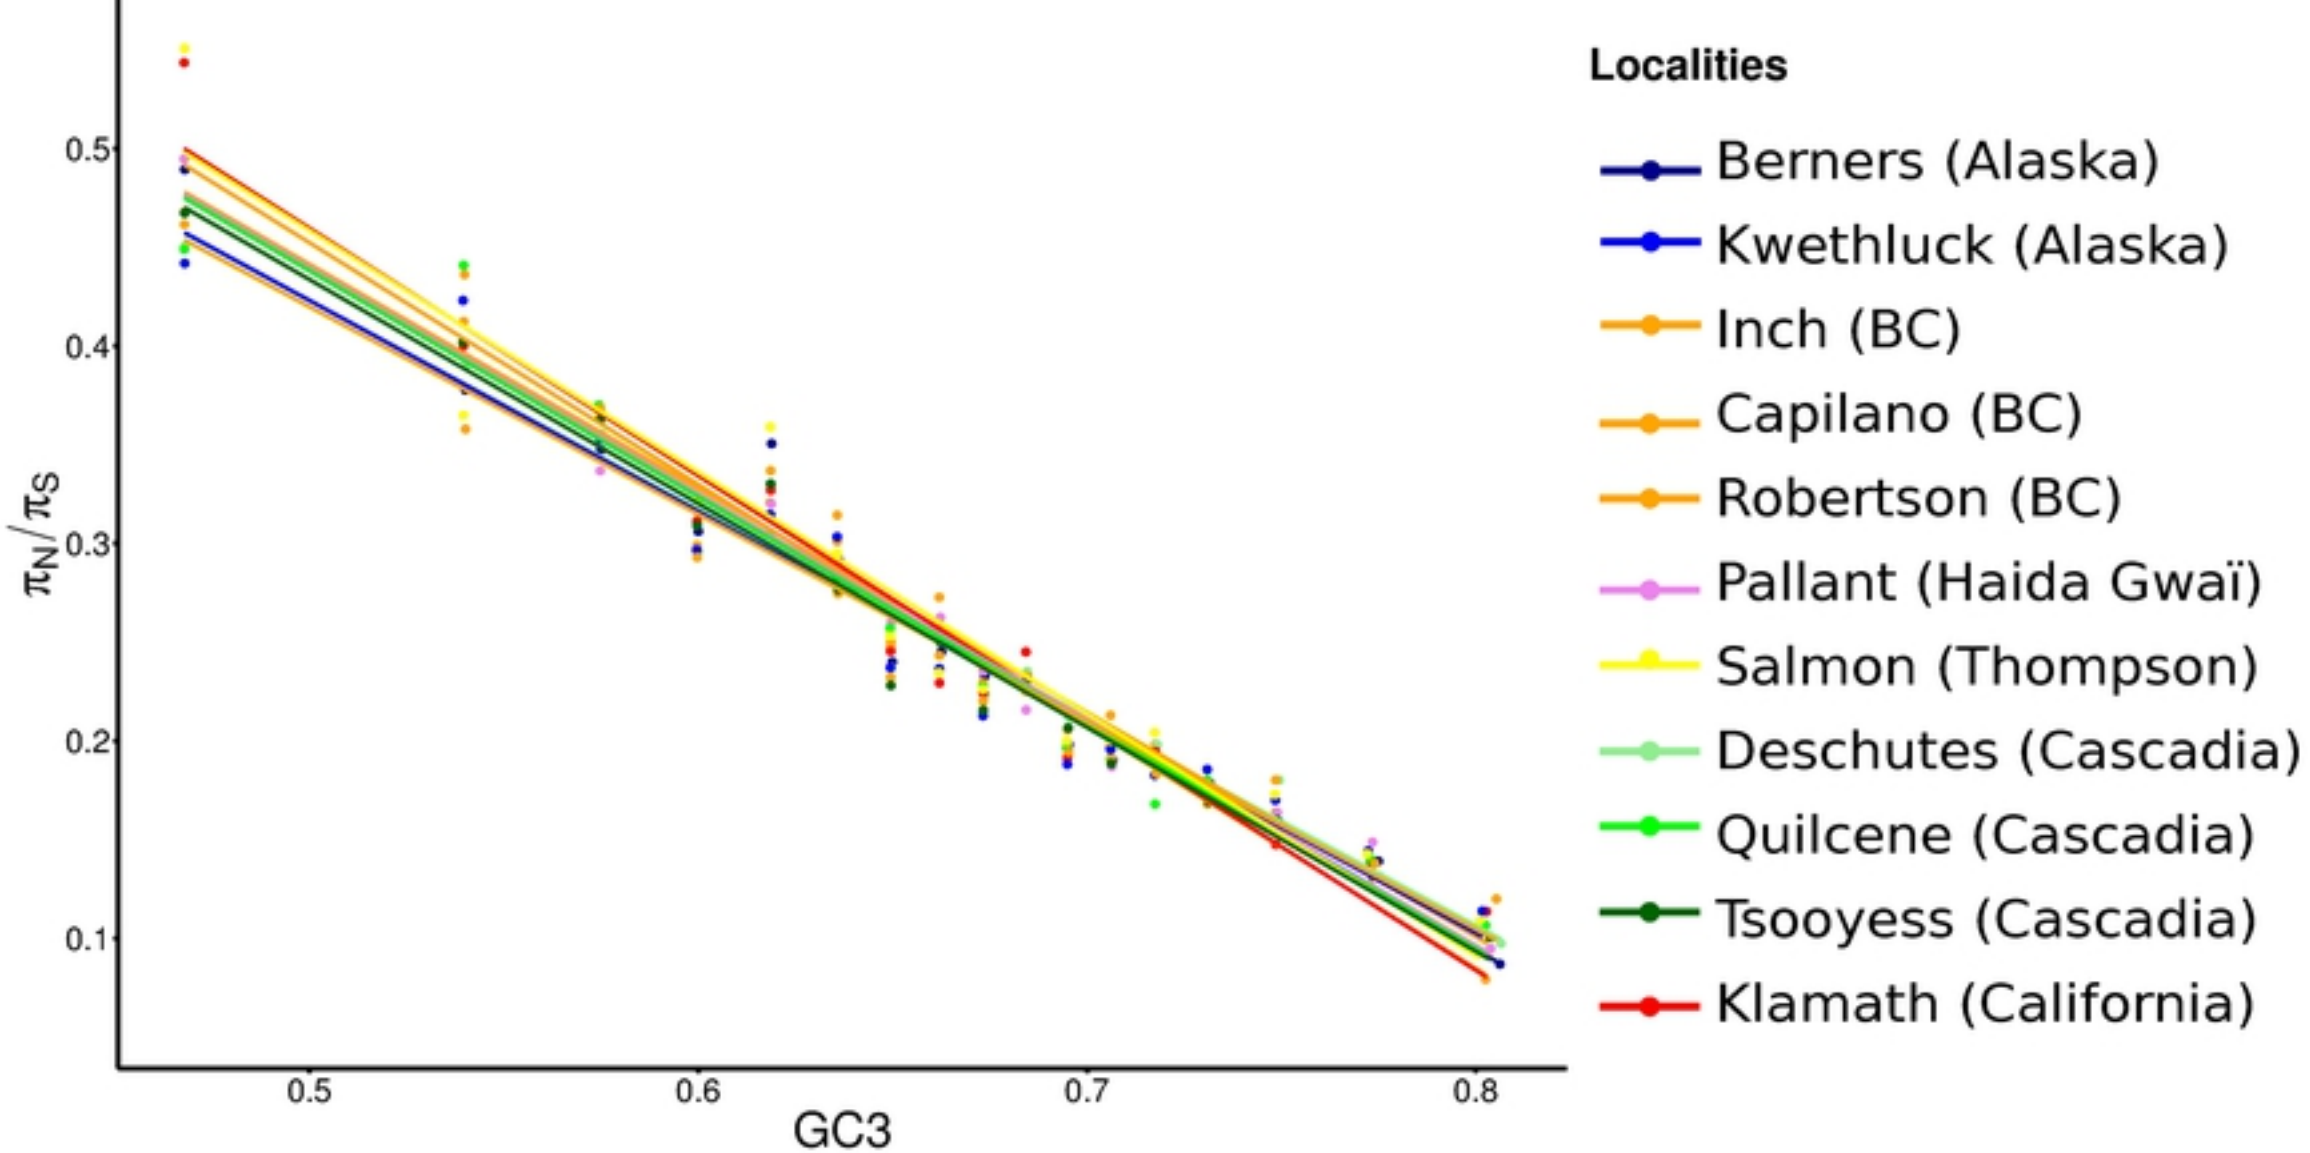 Localities
Berners (Alaska)
Kwethluck (Alaska)
Inch (BC)
Capilano (BC)
Robertson (BC)
Pallant (Haida Gwaï)
Salmon (Thompson)
Deschutes (Cascadia)
Quilcene (Cascadia)
Tsooyess (Cascadia)
Klamath (California)
πN/πS
0.5
0.4
0.3
0.2
0.1
0.5 0.6 0.7 0.8
GC3